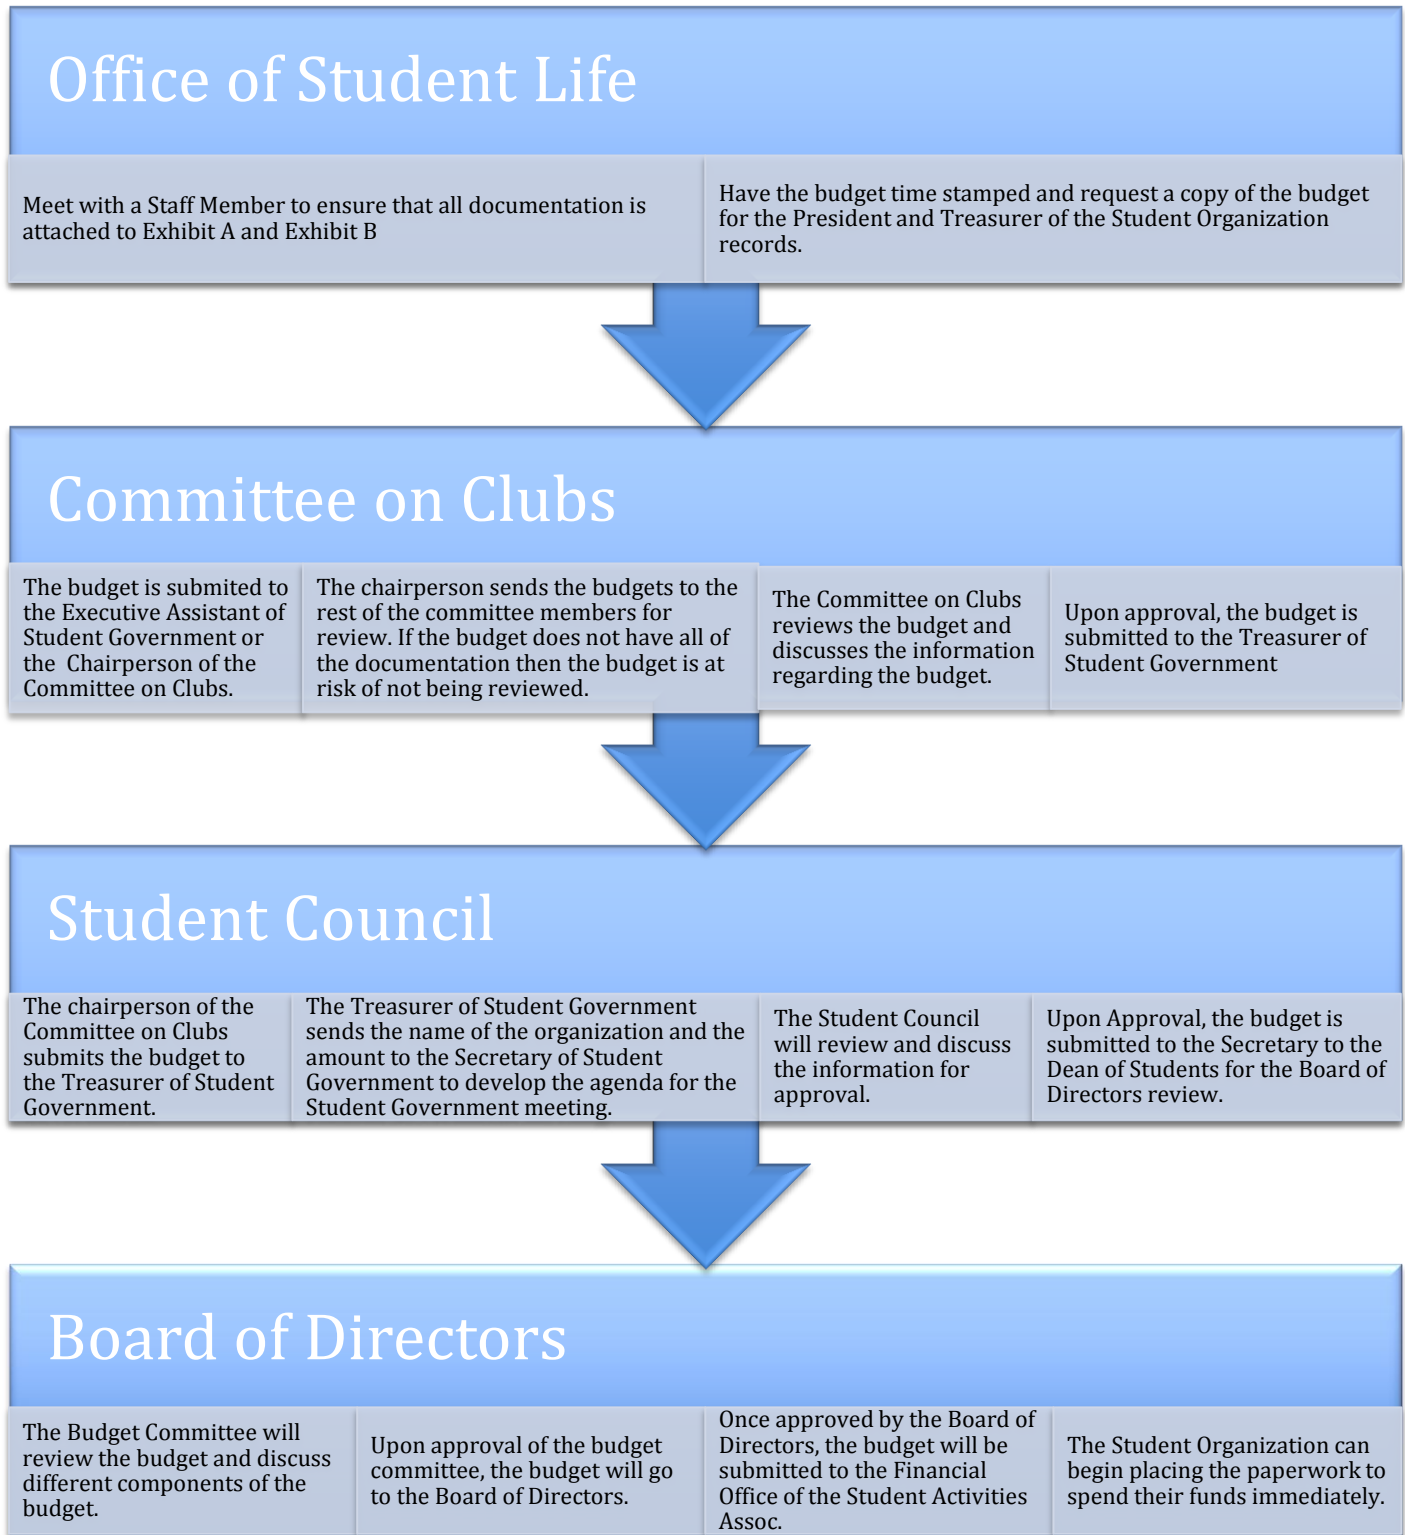 Office of Student Life
Meet with a Staff Member to ensure that all documentation is
attached to Exhibit A and Exhibit B
Have the budget time stamped and request a copy of the budget
for the President and Treasurer of the Student Organization
records.
Committee on Clubs
The budget is submited to
the Executive Assistant of
Student Government or
the  Chairperson of the
Committee on Clubs.
The chairperson sends the budgets to the
rest of the committee members for
review. If the budget does not have all of
the documentation then the budget is at
risk of not being reviewed.
The Committee on Clubs
reviews the budget and
discusses the information
regarding the budget.
Upon approval, the budget is
submitted to the Treasurer of
Student Government
Student Council
The chairperson of the
Committee on Clubs
submits the budget to
the Treasurer of Student
Government.
The Treasurer of Student Government
sends the name of the organization and the
amount to the Secretary of Student
Government to develop the agenda for the
Student Government meeting.
The Student Council
will review and discuss
the information for
approval.
Upon Approval, the budget is
submitted to the Secretary to the
Dean of Students for the Board of
Directors review.
Board of Directors
The Budget Committee will
review the budget and discuss
different components of the
budget.
Upon approval of the budget
committee, the budget will go
to the Board of Directors.
Once approved by the Board of
Directors, the budget will be
submitted to the Financial
Office of the Student Activities
Assoc.
The Student Organization can
begin placing the paperwork to
spend their funds immediately.